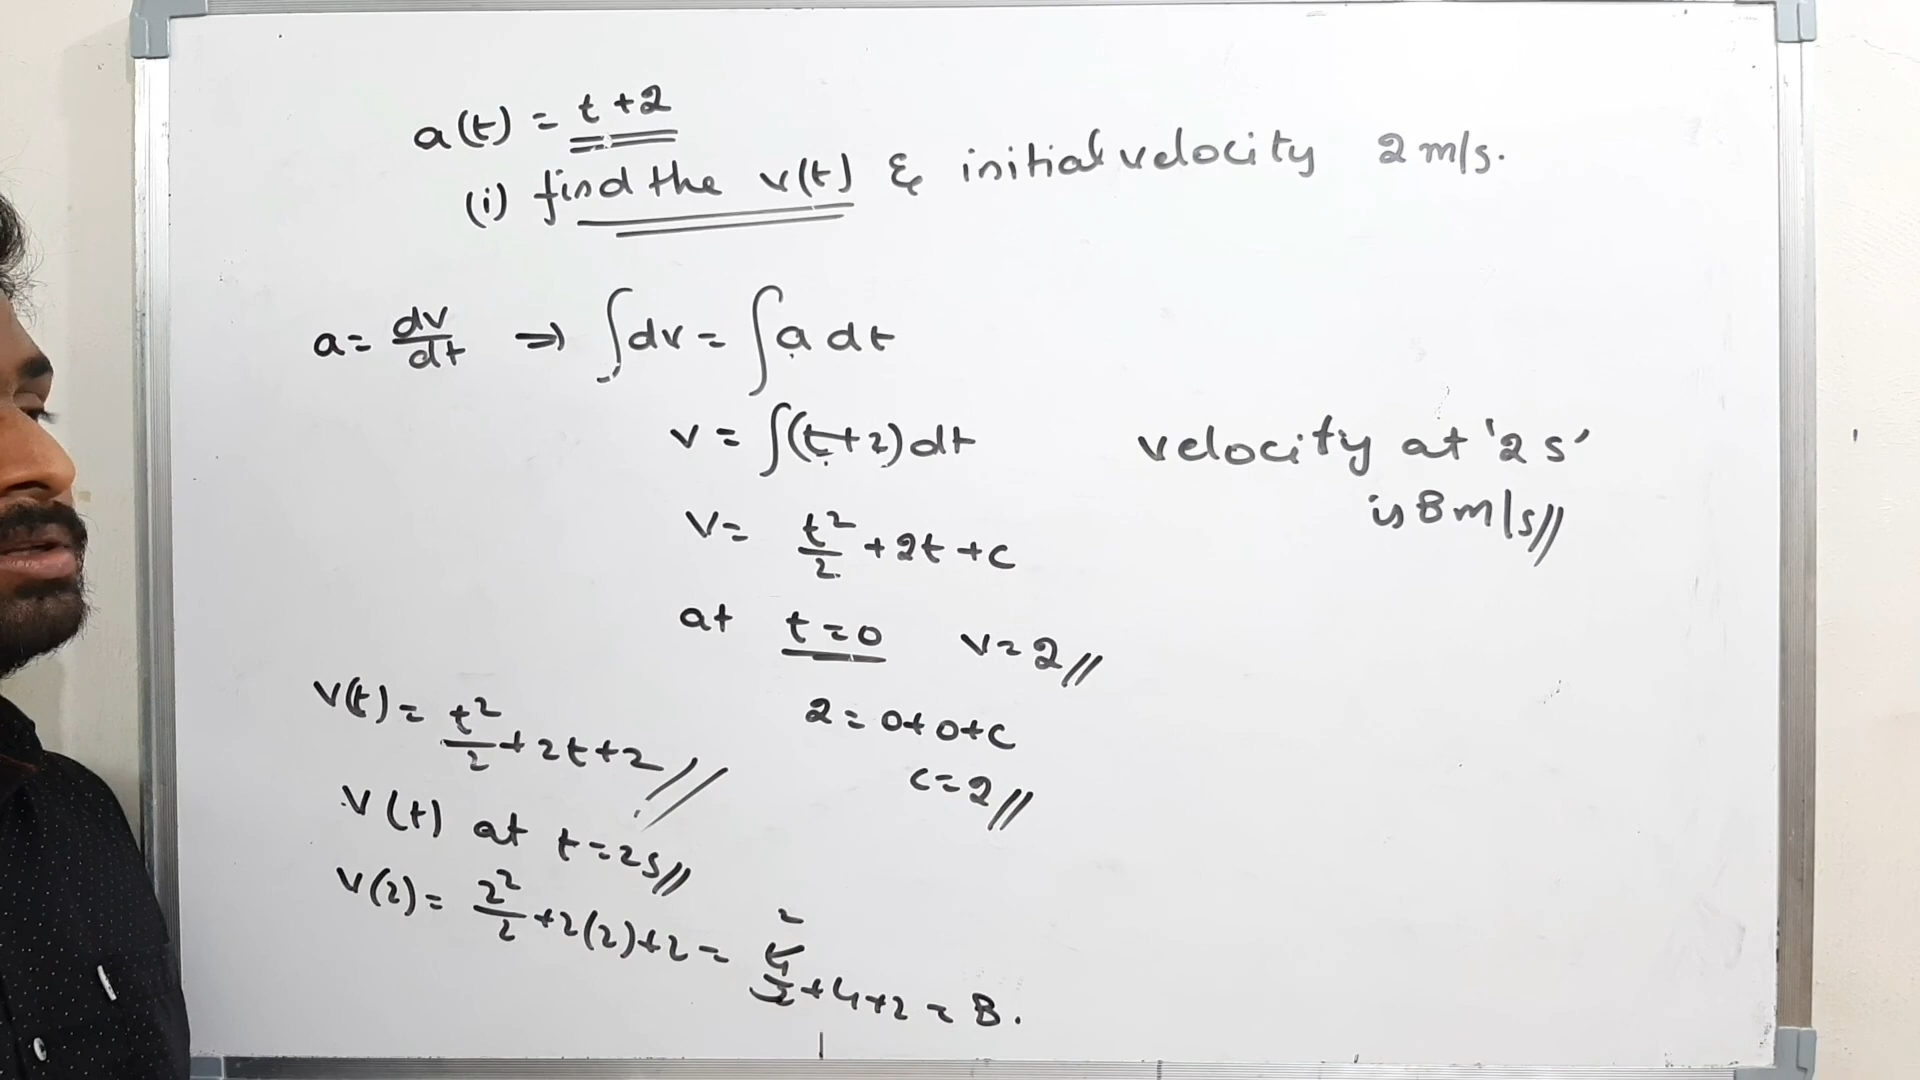 a(t) = t+2
(i) find the v(t) & initial velocity 2 m/s.
a = dv/dt ⇒ ∫dv = ∫a dt
v = ∫(t+2)dt
v = t²/2 + 2t + c
at t=0 v=2//
2 = 0+0+c
c=2//
v(t) = t²/2 + 2t + 2//
v(t) at t=2s//
v(2) = 2²/2 + 2(2)+2 = 4/2 + 4+2 = 8.
2
velocity at '2 s'
is 8 m/s//